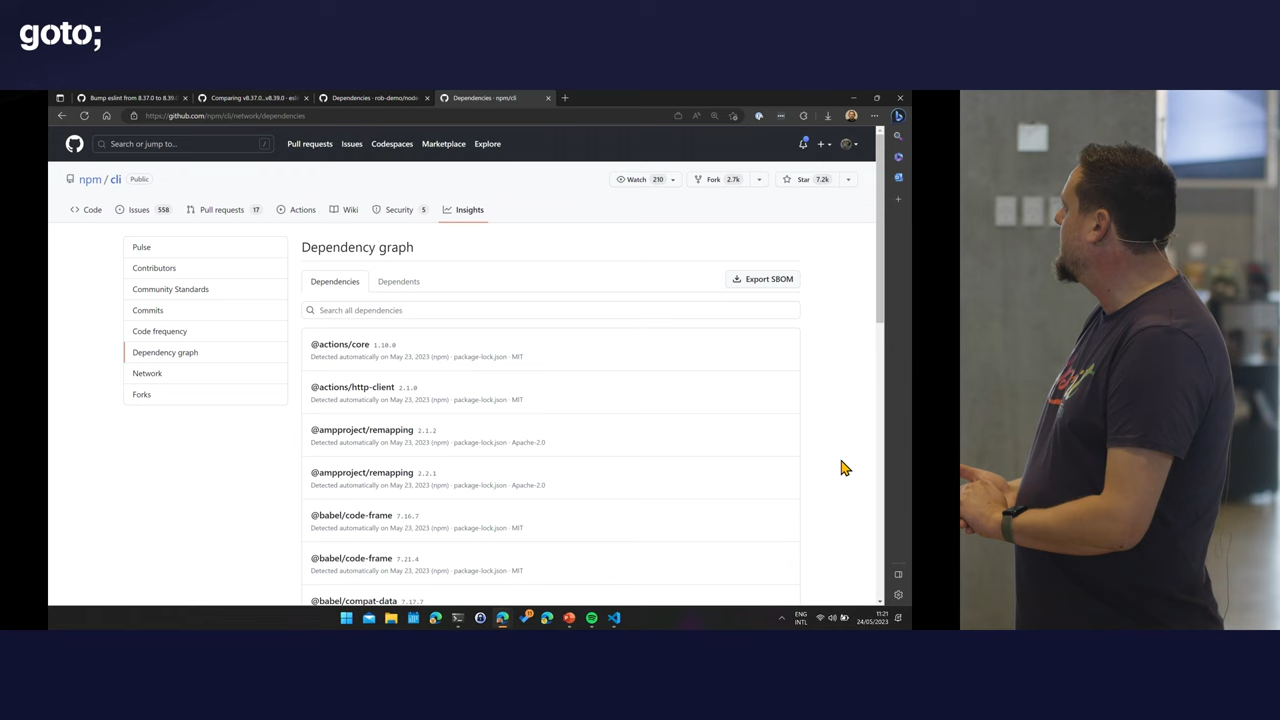 goto;
Bump eslint from 8.37.0 to 8.39.0
Comparing v8.37.0...v8.39.0 · esli
Dependencies · rob-demo/node
Dependencies · npm/cli
https://github.com/npm/cli/network/dependencies
Search or jump to...
/
Pull requests
Issues
Codespaces
Marketplace
Explore
npm / cli
Public
Watch 210
Fork 2.7k
Star 7.2k
Code
Issues 558
Pull requests 17
Actions
Wiki
Security 5
Insights
Pulse
Contributors
Community Standards
Commits
Code frequency
Dependency graph
Network
Forks
Dependency graph
Dependencies
Dependents
Export SBOM
Search all dependencies
@actions/core 1.10.0
Detected automatically on May 23, 2023 (npm) · package-lock.json · MIT
@actions/http-client 2.1.0
Detected automatically on May 23, 2023 (npm) · package-lock.json · MIT
@ampproject/remapping 2.1.2
Detected automatically on May 23, 2023 (npm) · package-lock.json · Apache-2.0
@ampproject/remapping 2.2.1
Detected automatically on May 23, 2023 (npm) · package-lock.json · Apache-2.0
@babel/code-frame 7.16.7
Detected automatically on May 23, 2023 (npm) · package-lock.json · MIT
@babel/code-frame 7.21.4
Detected automatically on May 23, 2023 (npm) · package-lock.json · MIT
@babel/compat-data 7.17.7
ENG
INTL
11:21
24/05/2023